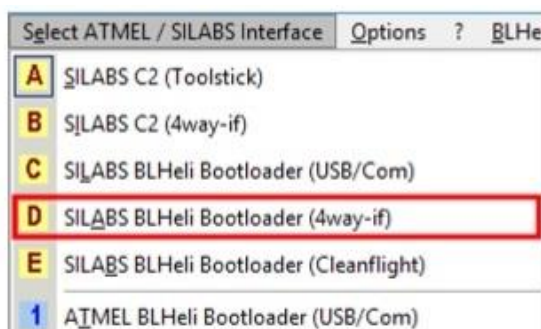 Select ATMEL / SILABS Interface Options ? BLHe
A SILABS C2 (Toolstick)
B SILABS C2 (4way-if)
C SILABS BLHeli Bootloader (USB/Com)
D SILABS BLHeli Bootloader (4way-if)
E SILABS BLHeli Bootloader (Cleanflight)
1 ATMEL BLHeli Bootloader (USB/Com)